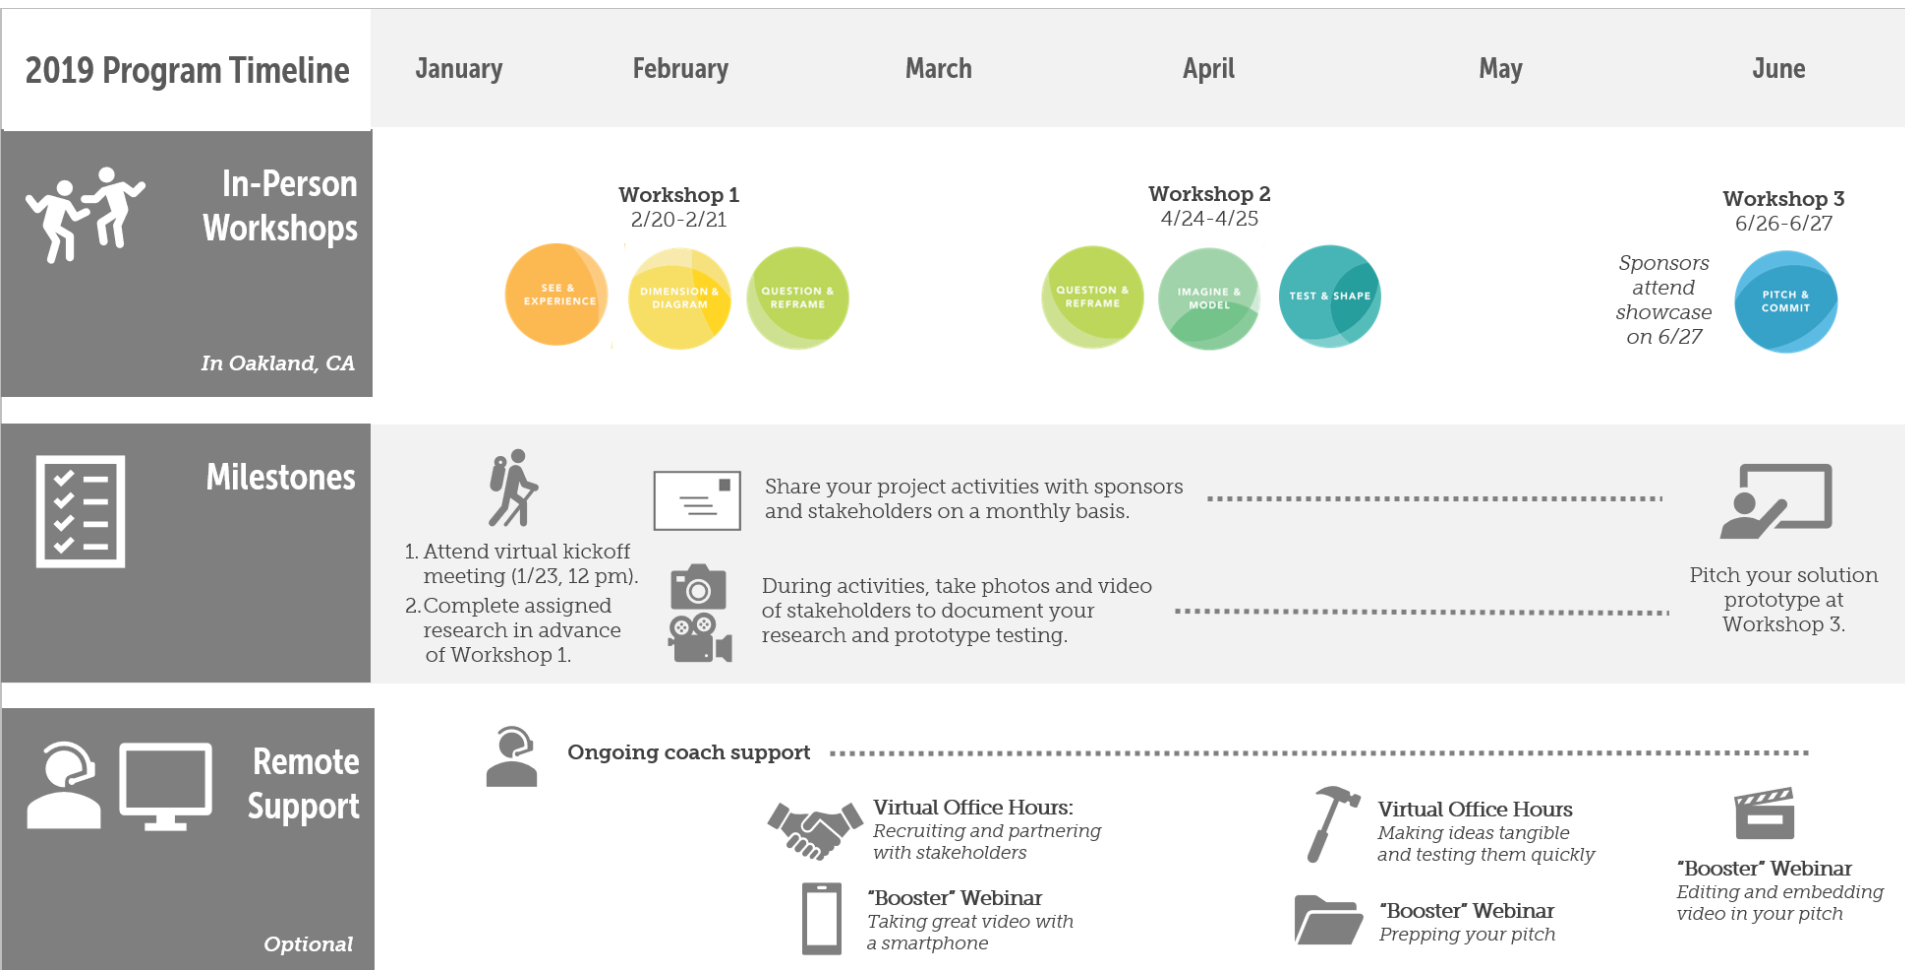 2019 Program Timeline
January
February
March
April
May
June
In-Person
Workshops
In Oakland, CA
Workshop 1
2/20-2/21
SEE &
EXPERIENCE
DIMENSION &
DIAGRAM
QUESTION &
REFRAME
Workshop 2
4/24-4/25
QUESTION &
REFRAME
IMAGINE &
MODEL
TEST & SHAPE
Workshop 3
6/26-6/27
Sponsors
attend
showcase
on 6/27
PITCH &
COMMIT
Milestones
1. Attend virtual kickoff
meeting (1/23, 12 pm).
2. Complete assigned
research in advance
of Workshop 1.
Share your project activities with sponsors
and stakeholders on a monthly basis.
During activities, take photos and video
of stakeholders to document your
research and prototype testing.
Pitch your solution
prototype at
Workshop 3.
Remote
Support
Optional
Ongoing coach support
Virtual Office Hours:
Recruiting and partnering
with stakeholders
"Booster" Webinar
Taking great video with
a smartphone
Virtual Office Hours
Making ideas tangible
and testing them quickly
"Booster" Webinar
Prepping your pitch
"Booster" Webinar
Editing and embedding
video in your pitch